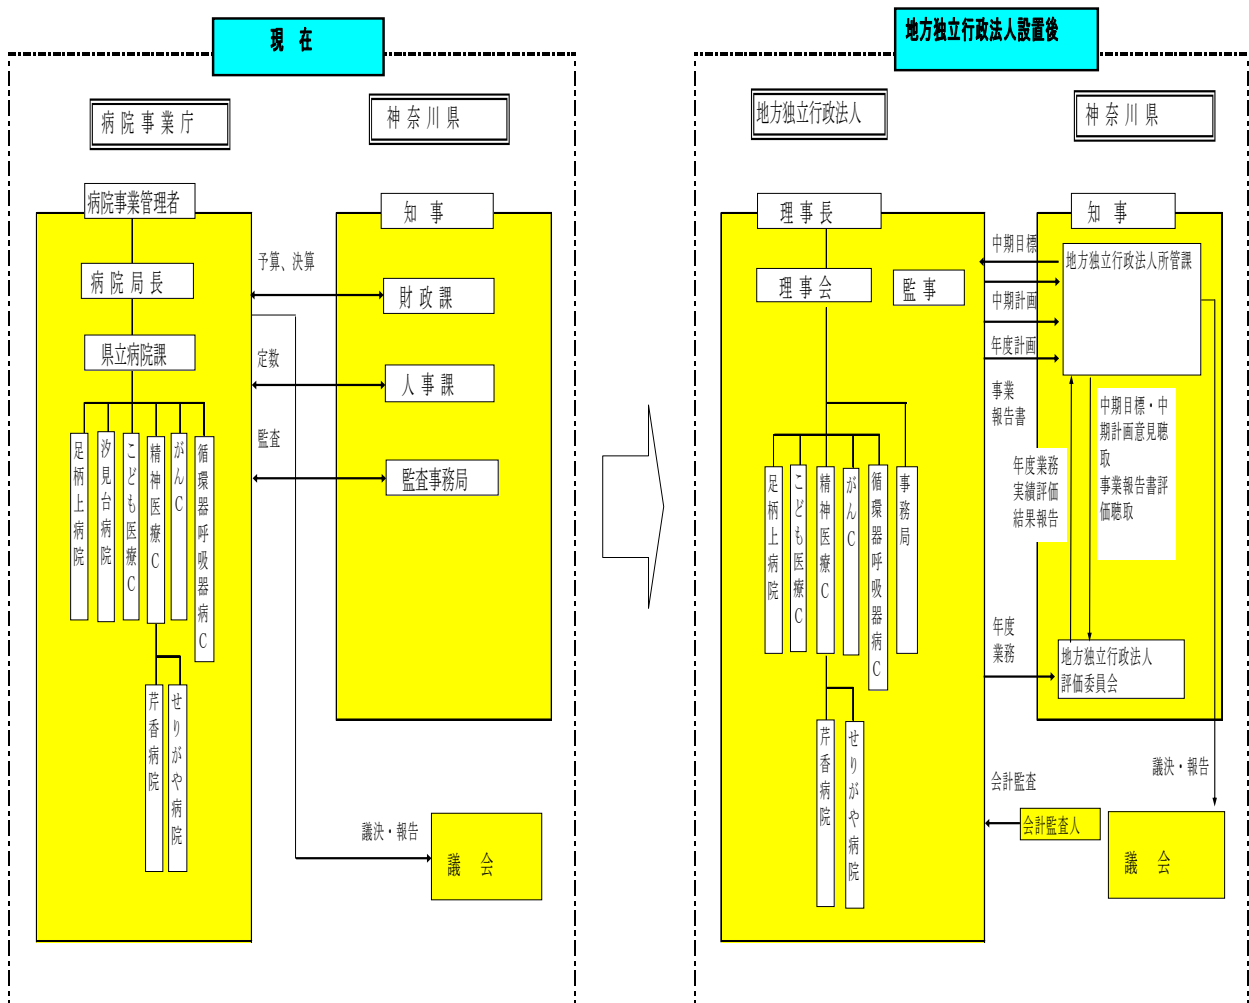 現 在
病院事業庁
神奈川県
病院事業管理者
知 事
病院局長
予算、決算
財政課
県立病院課
定数
人事課
監査
監査事務局
足柄上病院
汐見台病院
こども医療C
精神医療C
がんC
循環器呼吸器病C
芹香病院
せりがや病院
議決・報告
議 会
地方独立行政法人設置後
地方独立行政法人
神奈川県
理事長
知 事
中期目標
地方独立行政法人所管課
理事会
監事
中期計画
年度計画
事業
報告書
中期目標・中
期計画意見聴
取
事業報告書評
価聴取
年度業務
実績評価
結果報告
足柄上病院
こども医療C
精神医療C
がんC
循環器呼吸器病C
事務局
年度
業務
地方独立行政法人
評価委員会
芹香病院
せりがや病院
議決・報告
会計監査
会計監査人
議 会